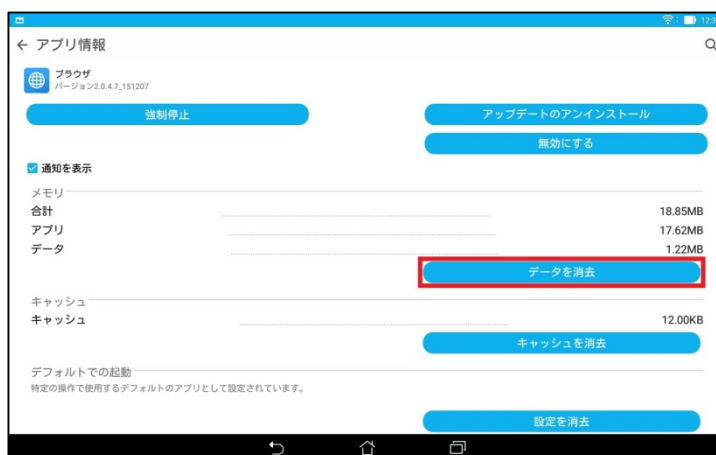 12:3
アプリ情報
ブラウザ
バージョン2.0.4.7_151207
強制停止
アップデートのアンインストール
無効にする
通知を表示
メモリ
合計 18.85MB
アプリ 17.62MB
データ 1.22MB
データを消去
キャッシュ
キャッシュ 12.00KB
キャッシュを消去
デフォルトでの起動
特定の操作で使用するデフォルトのアプリとして設定されています。
設定を消去